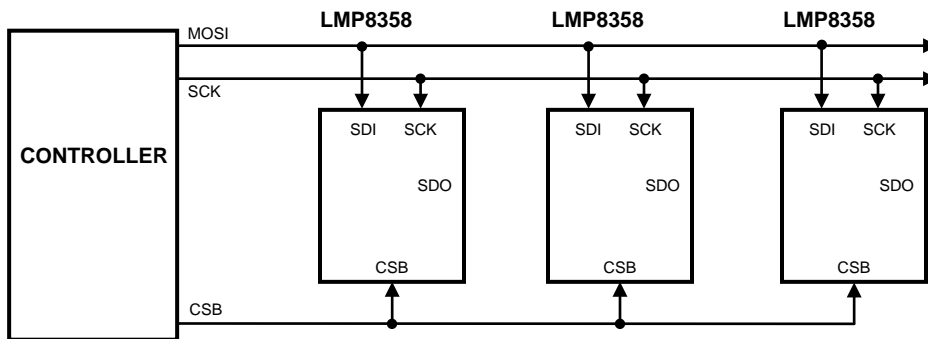 LMP8358 LMP8358 LMP8358
MOSI
SCK
SDI SCK SDI SCK SDI SCK
CONTROLLER
SDO SDO SDO
CSB CSB CSB
CSB